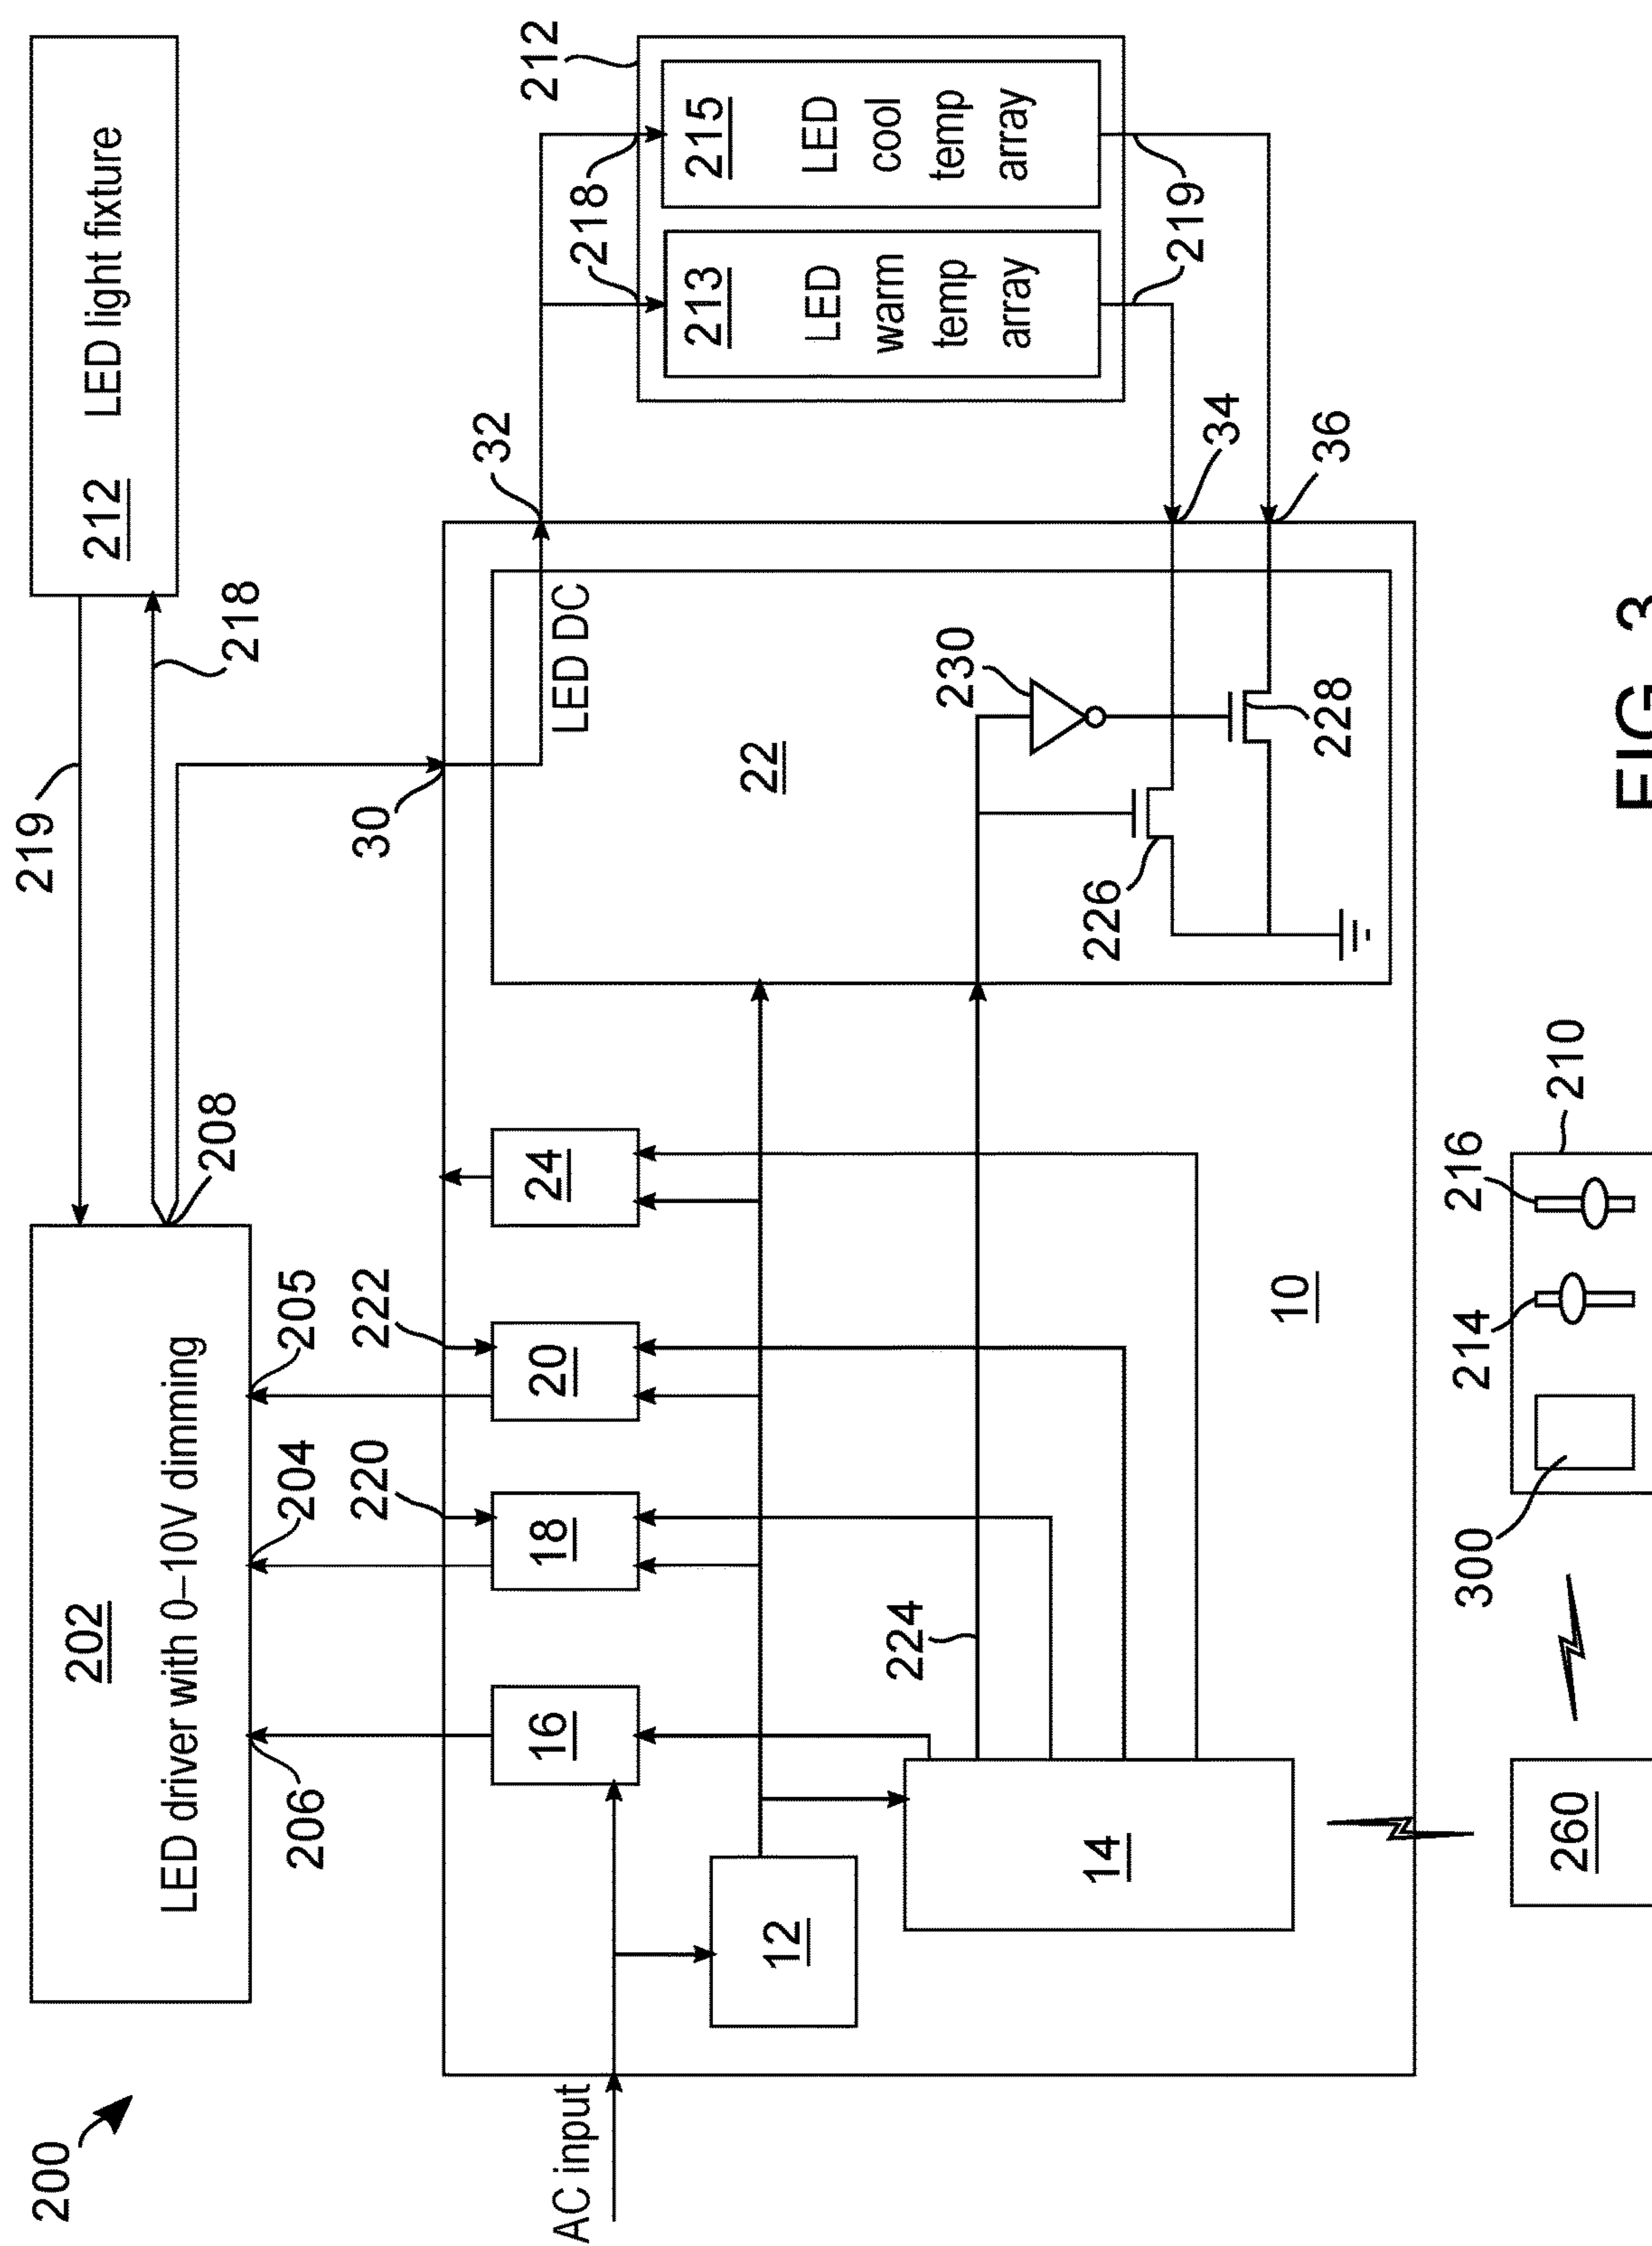 200
202
LED driver with 0–10V dimming
206
204
205
208
219
218
212 LED light fixture
AC input
16
18
20
24
220
222
30
32
LED DC
12
14
224
22
226
230
228
10
34
36
212
218
213
LED
warm
temp
array
215
LED
cool
temp
array
219
260
300
214
216
210
FIG. 3